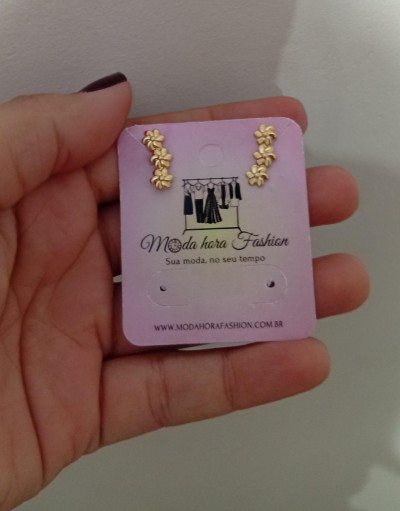 Moda hora Fashion
Sua moda, no seu tempo
WWW.MODAHORAFASHION.COM.BR